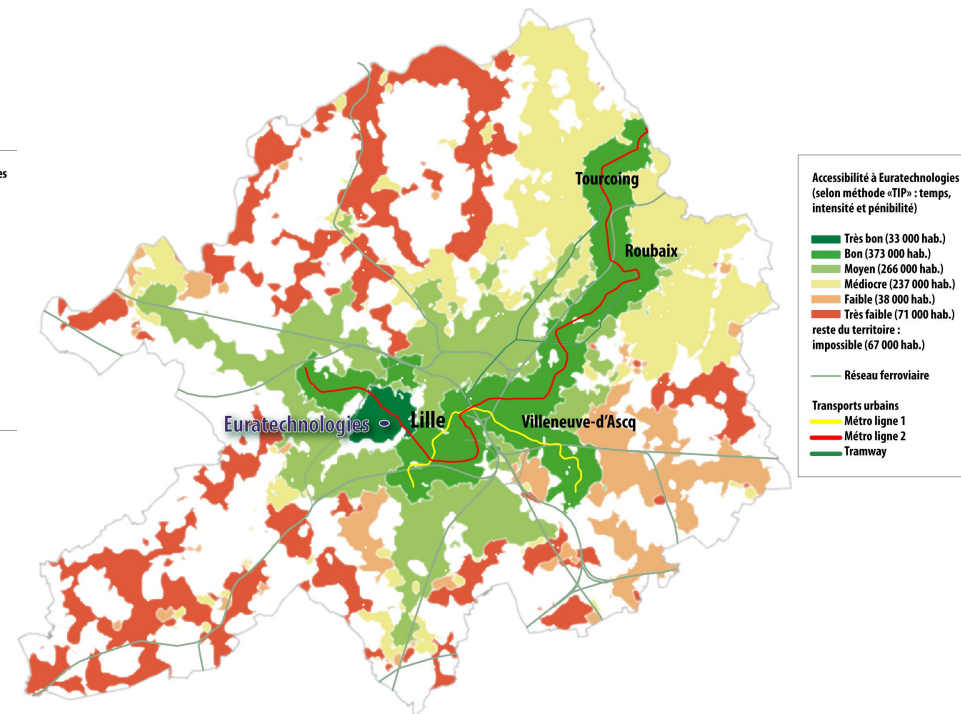 es
Tourcoing
Roubaix
Euratechnologies
Lille
Villeneuve-d'Ascq
Accessibilité à Euratechnologies
(selon méthode «TIP» : temps,
intensité et pénibilité)
Très bon (33 000 hab.)
Bon (373 000 hab.)
Moyen (266 000 hab.)
Médiocre (237 000 hab.)
Faible (38 000 hab.)
Très faible (71 000 hab.)
reste du territoire :
impossible (67 000 hab.)
Réseau ferroviaire
Transports urbains
Métro ligne 1
Métro ligne 2
Tramway